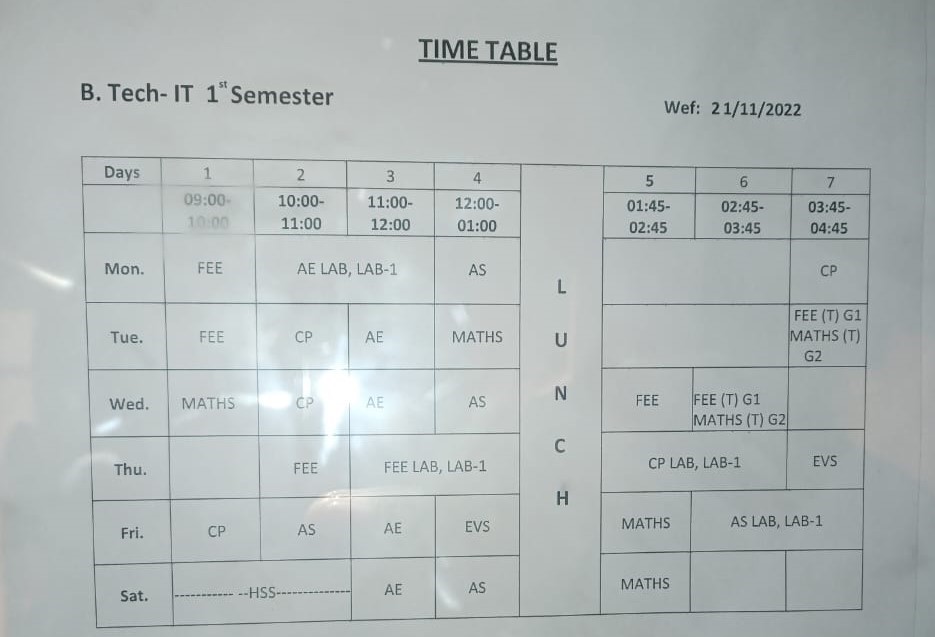 TIME TABLE
B. Tech- IT 1st Semester
Wef: 21/11/2022
Days 1 2 3 4 5 6 7
09:00- 10:00-  11:00- 12:00- 01:45- 02:45- 03:45-
10:00 11:00 12:00 01:00 02:45 03:45 04:45
Mon. FEE AE LAB, LAB-1 AS CP
L
Tue. FEE CP AE MATHS U FEE (T) G1
MATHS (T)
G2
Wed. MATHS CP AE AS N FEE FEE (T) G1
MATHS (T) G2
C
Thu. FEE FEE LAB, LAB-1 CP LAB, LAB-1 EVS
H
Fri. CP AS AE EVS MATHS AS LAB, LAB-1
Sat. ----------- --HSS-------------- AE AS MATHS